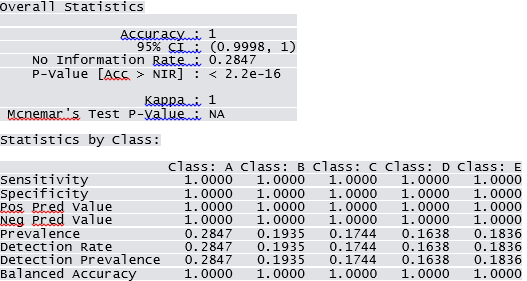 Overall Statistics
Accuracy : 1
95% CI : (0.9998, 1)
No Information Rate : 0.2847
P-Value [Acc > NIR] : < 2.2e-16
Kappa : 1
Mcnemar's Test P-Value : NA
Statistics by Class:
Class: A Class: B Class: C Class: D Class: E
Sensitivity 1.0000 1.0000 1.0000 1.0000 1.0000
Specificity 1.0000 1.0000 1.0000 1.0000 1.0000
Pos Pred Value 1.0000 1.0000 1.0000 1.0000 1.0000
Neg Pred Value 1.0000 1.0000 1.0000 1.0000 1.0000
Prevalence 0.2847 0.1935 0.1744 0.1638 0.1836
Detection Rate 0.2847 0.1935 0.1744 0.1638 0.1836
Detection Prevalence 0.2847 0.1935 0.1744 0.1638 0.1836
Balanced Accuracy 1.0000 1.0000 1.0000 1.0000 1.0000